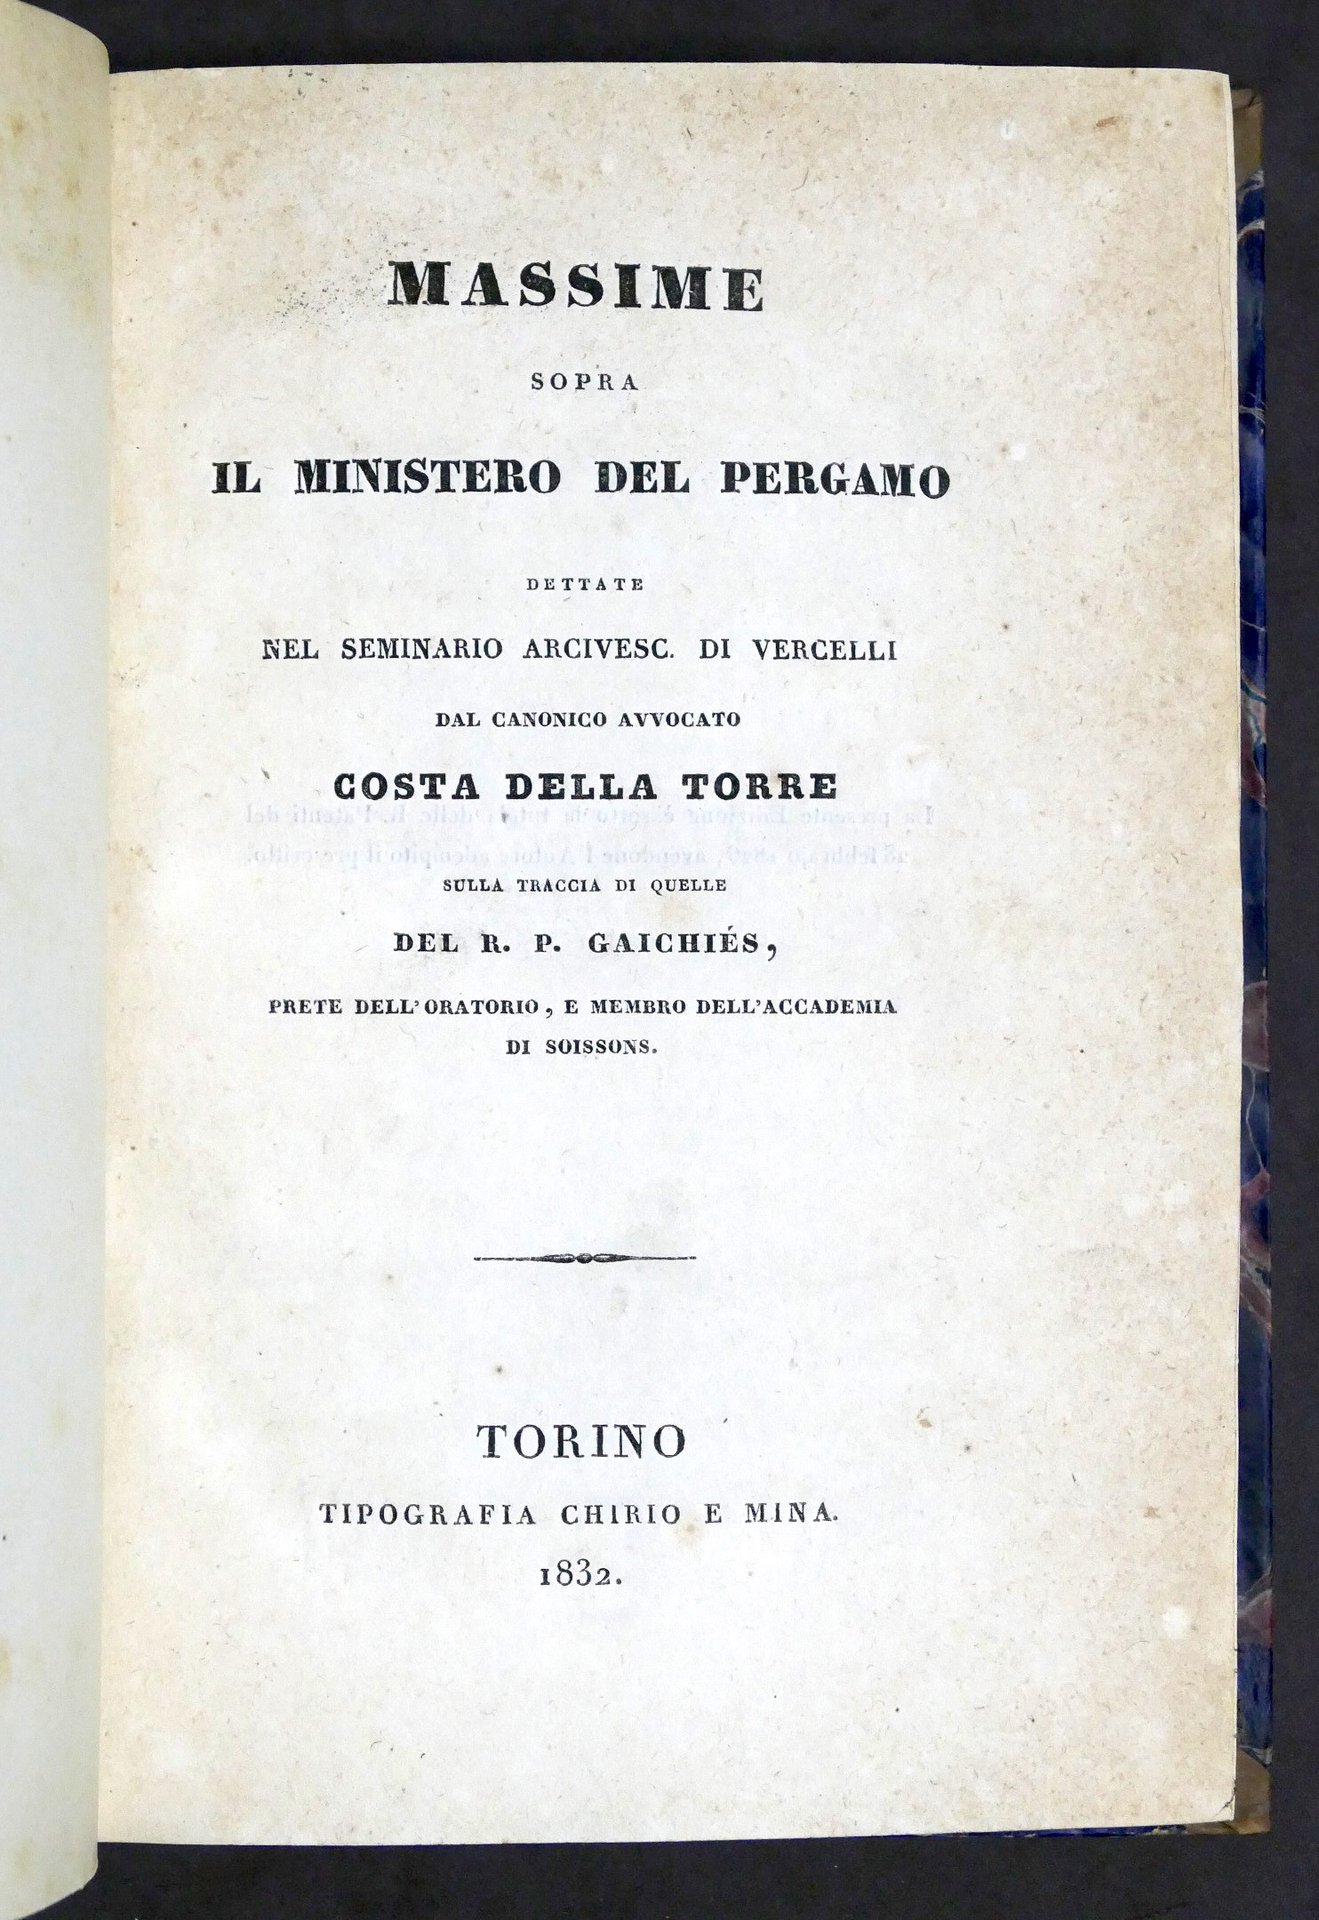 MASSIME
SOPRA
IL MINISTERO DEL PERGAMO
DETTATE
NEL SEMINARIO ARCIVESC. DI VERCELLI
DAL CANONICO AVVOCATO
COSTA DELLA TORRE
SULLA TRACCIA DI QUELLE
DEL R. P. GAICHIÉS,
PRETE DELL'ORATORIO, E MEMBRO DELL'ACCADEMIA
DI SOISSONS.
TORINO
TIPOGRAFIA CHIRIO E MINA.
1832.